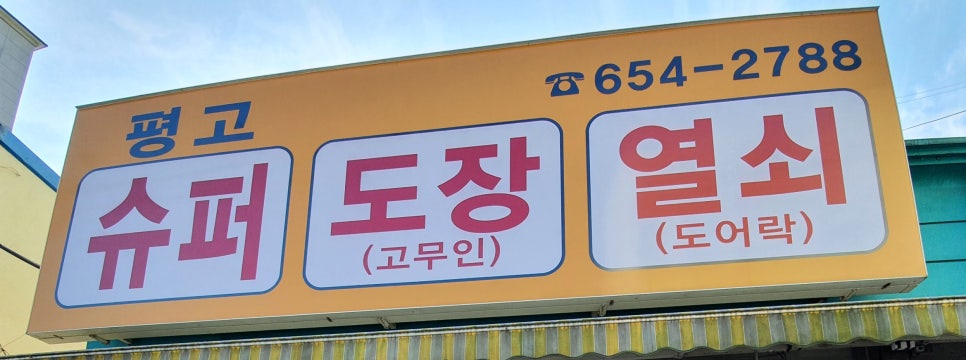 ☎654-2788
평고
슈퍼
도장
(고무인)
열쇠
(도어락)